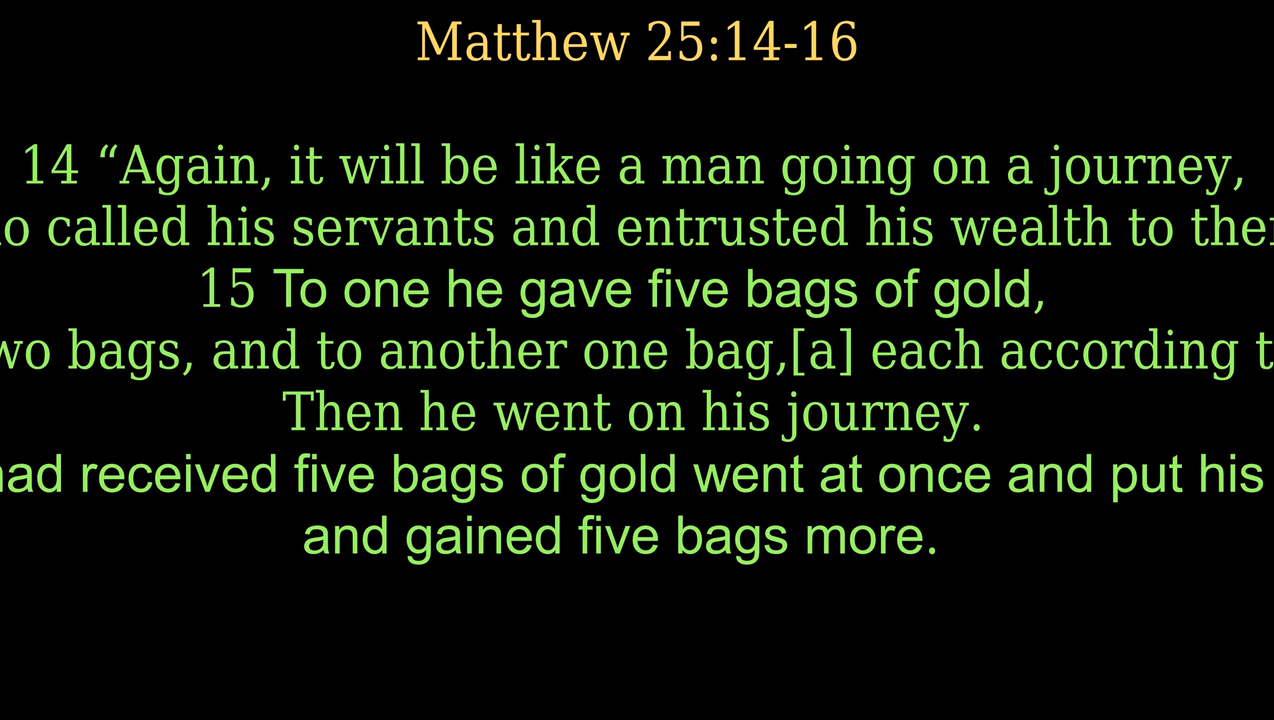 Matthew 25:14-16
14 “Again, it will be like a man going on a journey,
called his servants and entrusted his wealth to
15 To one he gave five bags of gold,
bags, and to another one bag,[a] each according
Then he went on his journey.
received five bags of gold went at once and put his
and gained five bags more.